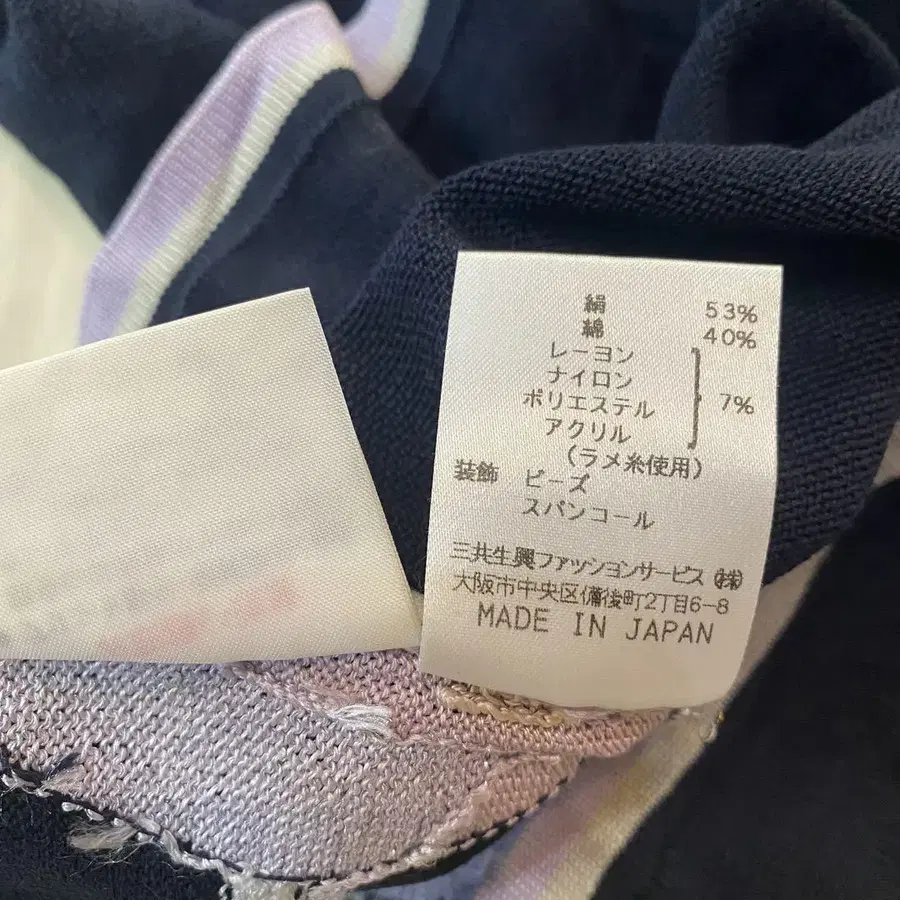 絹 53%
綿 40%
レーヨン
ナイロン
ポリエステル 7%
アクリル
(ラメ糸使用)
装飾 ビーズ
スパンコール
三共生興ファッションサービス ㈱
大阪市中央区備後町2丁目6-8
MADE IN JAPAN